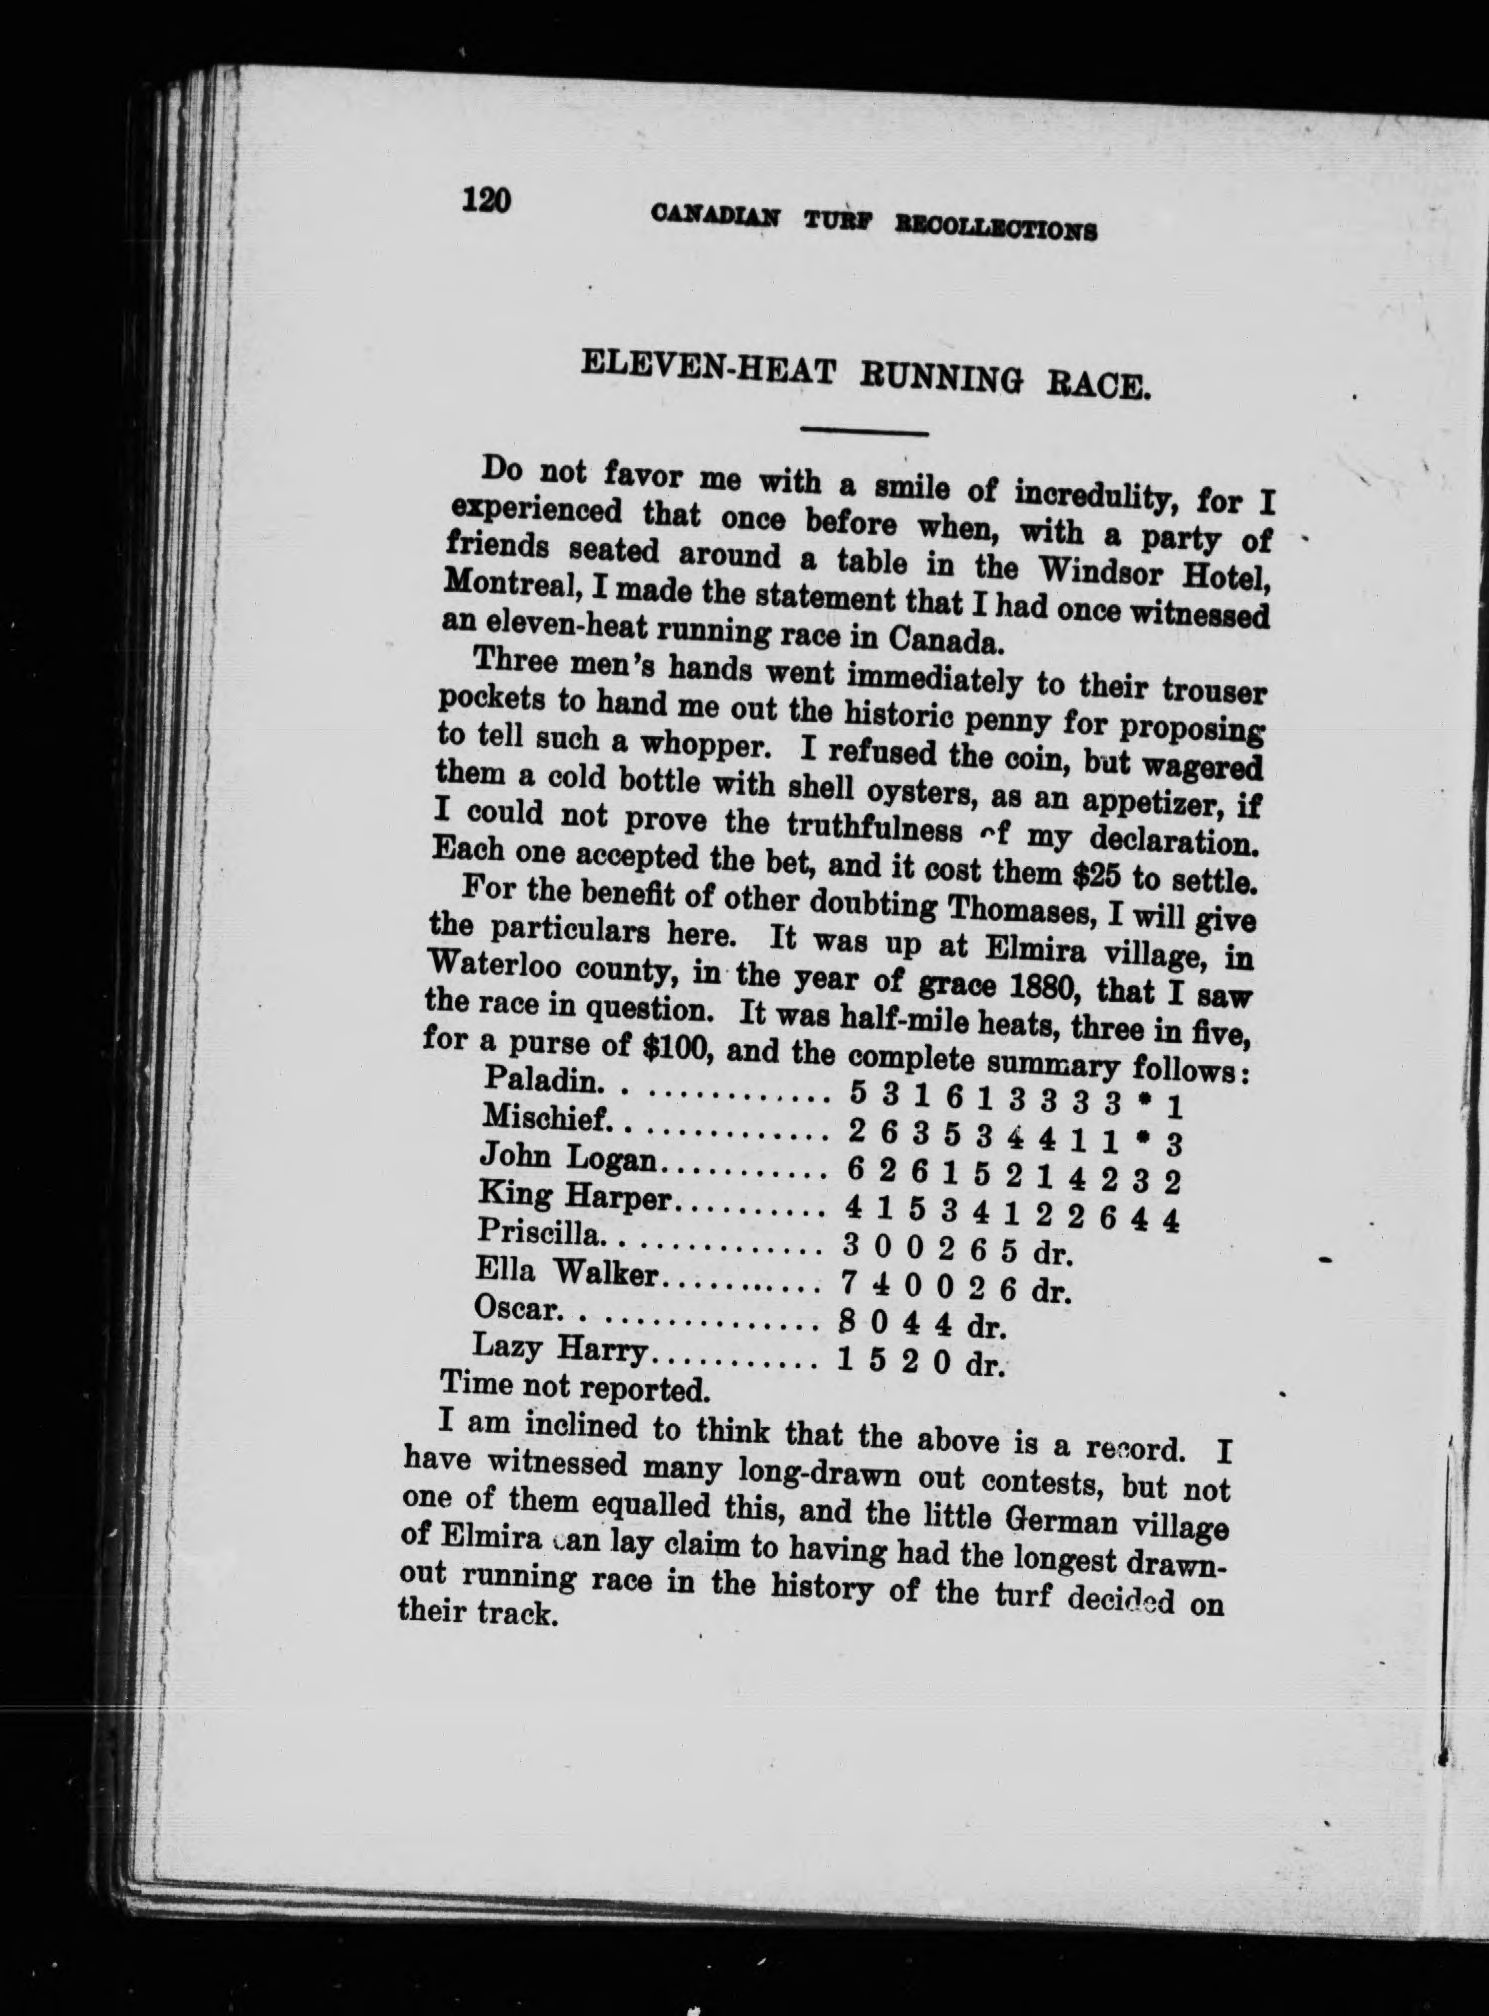 120
CANADIAN TURF RECOLLECTIONS
ELEVEN-HEAT RUNNING RACE.
Do not favor me with a smile of incredulity, for I
experienced that once before when, with a party of
friends seated around a table in the Windsor Hotel,
Montreal, I made the statement that I had once witnessed
an eleven-heat running race in Canada.
Three men's hands went immediately to their trouser
pockets to hand me out the historic penny for proposing
to tell such a whopper. I refused the coin, but wagered
them a cold bottle with shell oysters, as an appetizer, if
I could not prove the truthfulness of my declaration.
Each one accepted the bet, and it cost them $25 to settle.
For the benefit of other doubting Thomases, I will give
the particulars here. It was up at Elmira village, in
Waterloo county, in the year of grace 1880, that I saw
the race in question. It was half-mile heats, three in five,
for a purse of $100, and the complete summary follows:
Paladin. . ............. 5 3 1 6 1 3 3 3 3 * 1
Mischief. . ............. 2 6 3 5 3 4 4 1 1 * 3
John Logan........... 6 2 6 1 5 2 1 4 2 3 2
King Harper.......... 4 1 5 3 4 1 2 2 6 4 4
Priscilla. . ............. 3 0 0 2 6 5 dr.
Ella Walker........... 7 4 0 0 2 6 dr.
Oscar. . ............... 8 0 4 4 dr.
Lazy Harry........... 1 5 2 0 dr.
Time not reported.
I am inclined to think that the above is a record. I
have witnessed many long-drawn out contests, but not
one of them equalled this, and the little German village
of Elmira can lay claim to having had the longest drawn-
out running race in the history of the turf decided on
their track.